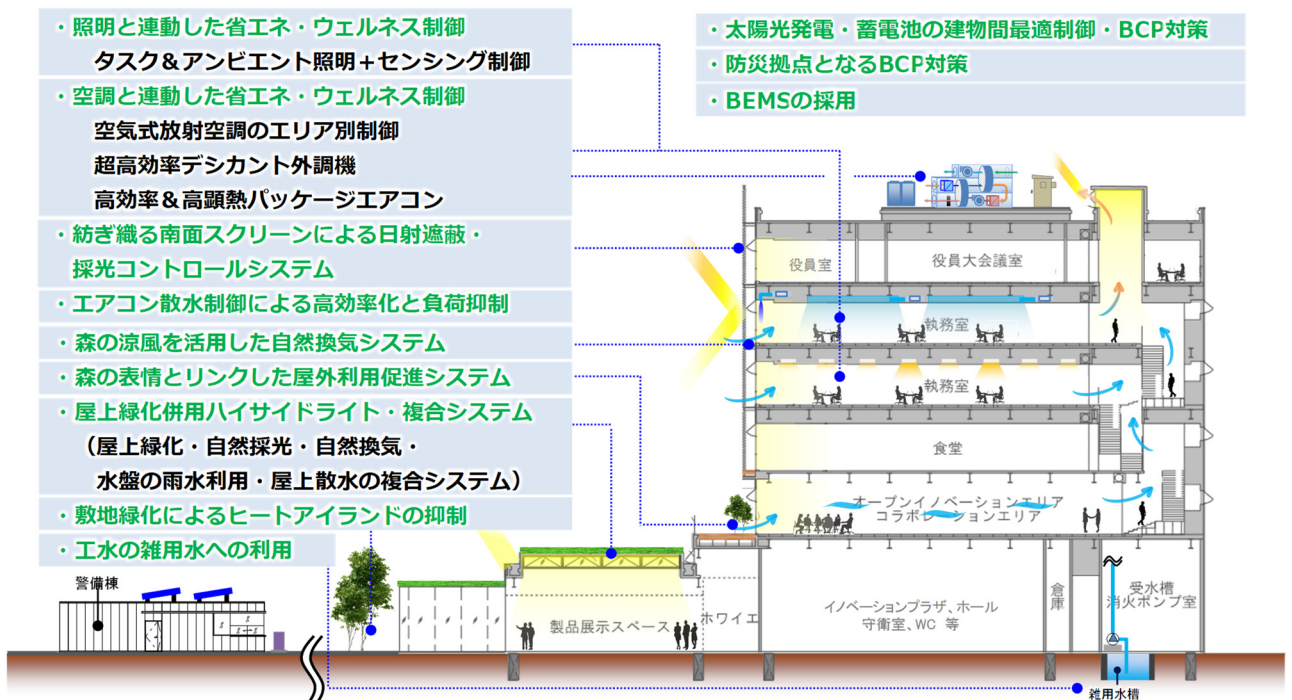 ・照明と連動した省エネ・ウェルネス制御
タスク&アンビエント照明+センシング制御
・空調と連動した省エネ・ウェルネス制御
空気式放射空調のエリア別制御
超高効率デシカント外調機
高効率&高顕熱パッケージエアコン
・紡ぎ織る南面スクリーンによる日射遮蔽・
採光コントロールシステム
・エアコン散水制御による高効率化と負荷抑制
・森の涼風を活用した自然換気システム
・森の表情とリンクした屋外利用促進システム
・屋上緑化併用ハイサイドライト・複合システム
(屋上緑化・自然採光・自然換気・
水盤の雨水利用・屋上散水の複合システム)
・敷地緑化によるヒートアイランドの抑制
・工水の雑用水への利用
・太陽光発電・蓄電池の建物間最適制御・BCP対策
・防災拠点となるBCP対策
・BEMSの採用
役員室
役員大会議室
執務室
執務室
食堂
オープンイノベーションエリア
コラボレーションエリア
警備棟
製品展示スペース
ホワイエ
イノベーションプラザ、ホール
守衛室、WC 等
倉庫
受水槽
消火ポンプ室
雑用水槽